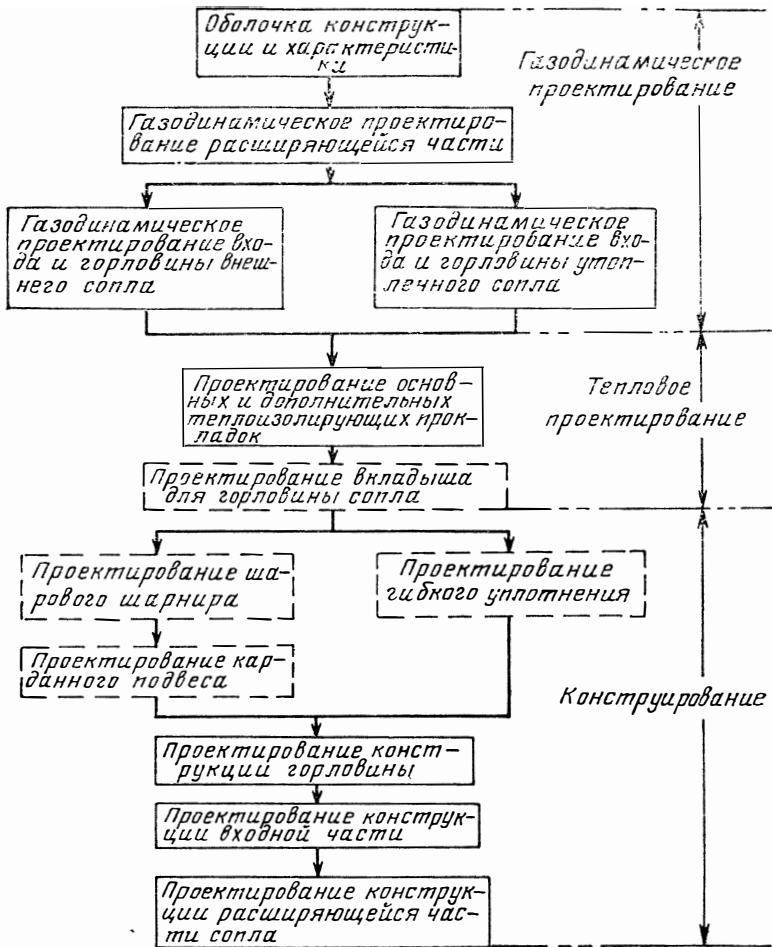 Оболочка конструк-
ции и характеристи-
ки
Газодинамическое
проектирование
Газодинамическое проектиро-
вание расширяющейся части
Газодинамическое
проектирование вхо-
да и горловины внеш-
него сопла
Газодинамическое
проектирование вхо-
да и горловины утоп-
ленного сопла
Проектирование основ-
ных и дополнительных
теплоизолирующих прок-
ладок
Тепловое
проектирование
Проектирование вкладыша
для горловины сопла
Проектирование ша-
рового шарнира
Проектирование
гибкого уплотнения
Проектирование кар-
данного подвеса
Конструирование
Проектирование конст-
рукции горловины
Проектирование конструк-
ции входной части
Проектирование конструк-
ции расширяющейся час-
ти сопла